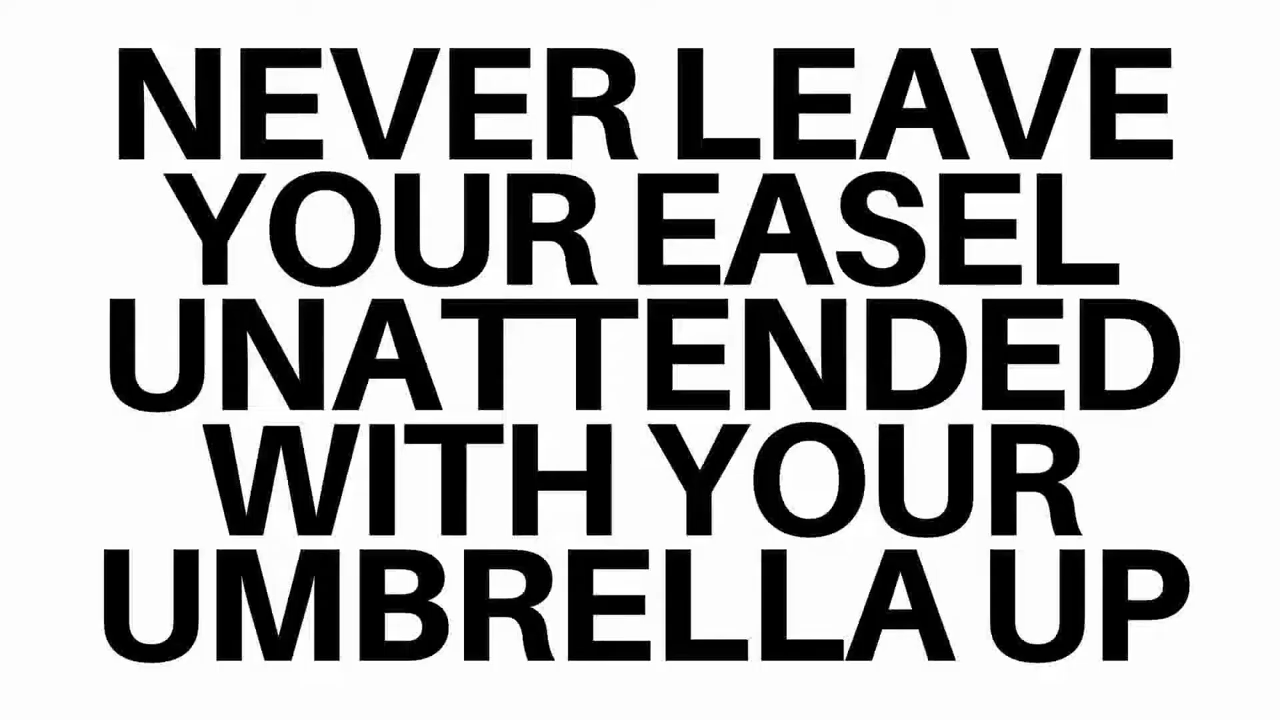 NEVER LEAVE
YOUR EASEL
UNATTENDED
WITH YOUR
UMBRELLA UP